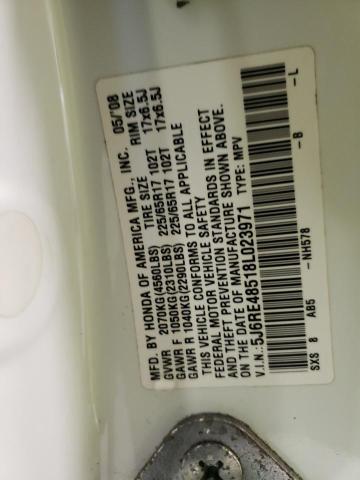 MFD. BY HONDA OF AMERICA MFG., INC. 05/'08
GVWR 2070KG(4560LBS) TIRE SIZE RIM SIZE
GAWR F 1050KG(2310LBS) 225/65R17 102T 17x6.5J
GAWR R 1040KG(2290LBS) 225/65R17 102T 17x6.5J
THIS VEHICLE CONFORMS TO ALL APPLICABLE
FEDERAL MOTOR VEHICLE SAFETY
AND THEFT PREVENTION STANDARDS IN EFFECT
ON THE DATE OF MANUFACTURE SHOWN ABOVE.
V.I.N.: 5J6RE48518L023971 TYPE: MPV
SXS 8 AB5 -NH578 -B -L